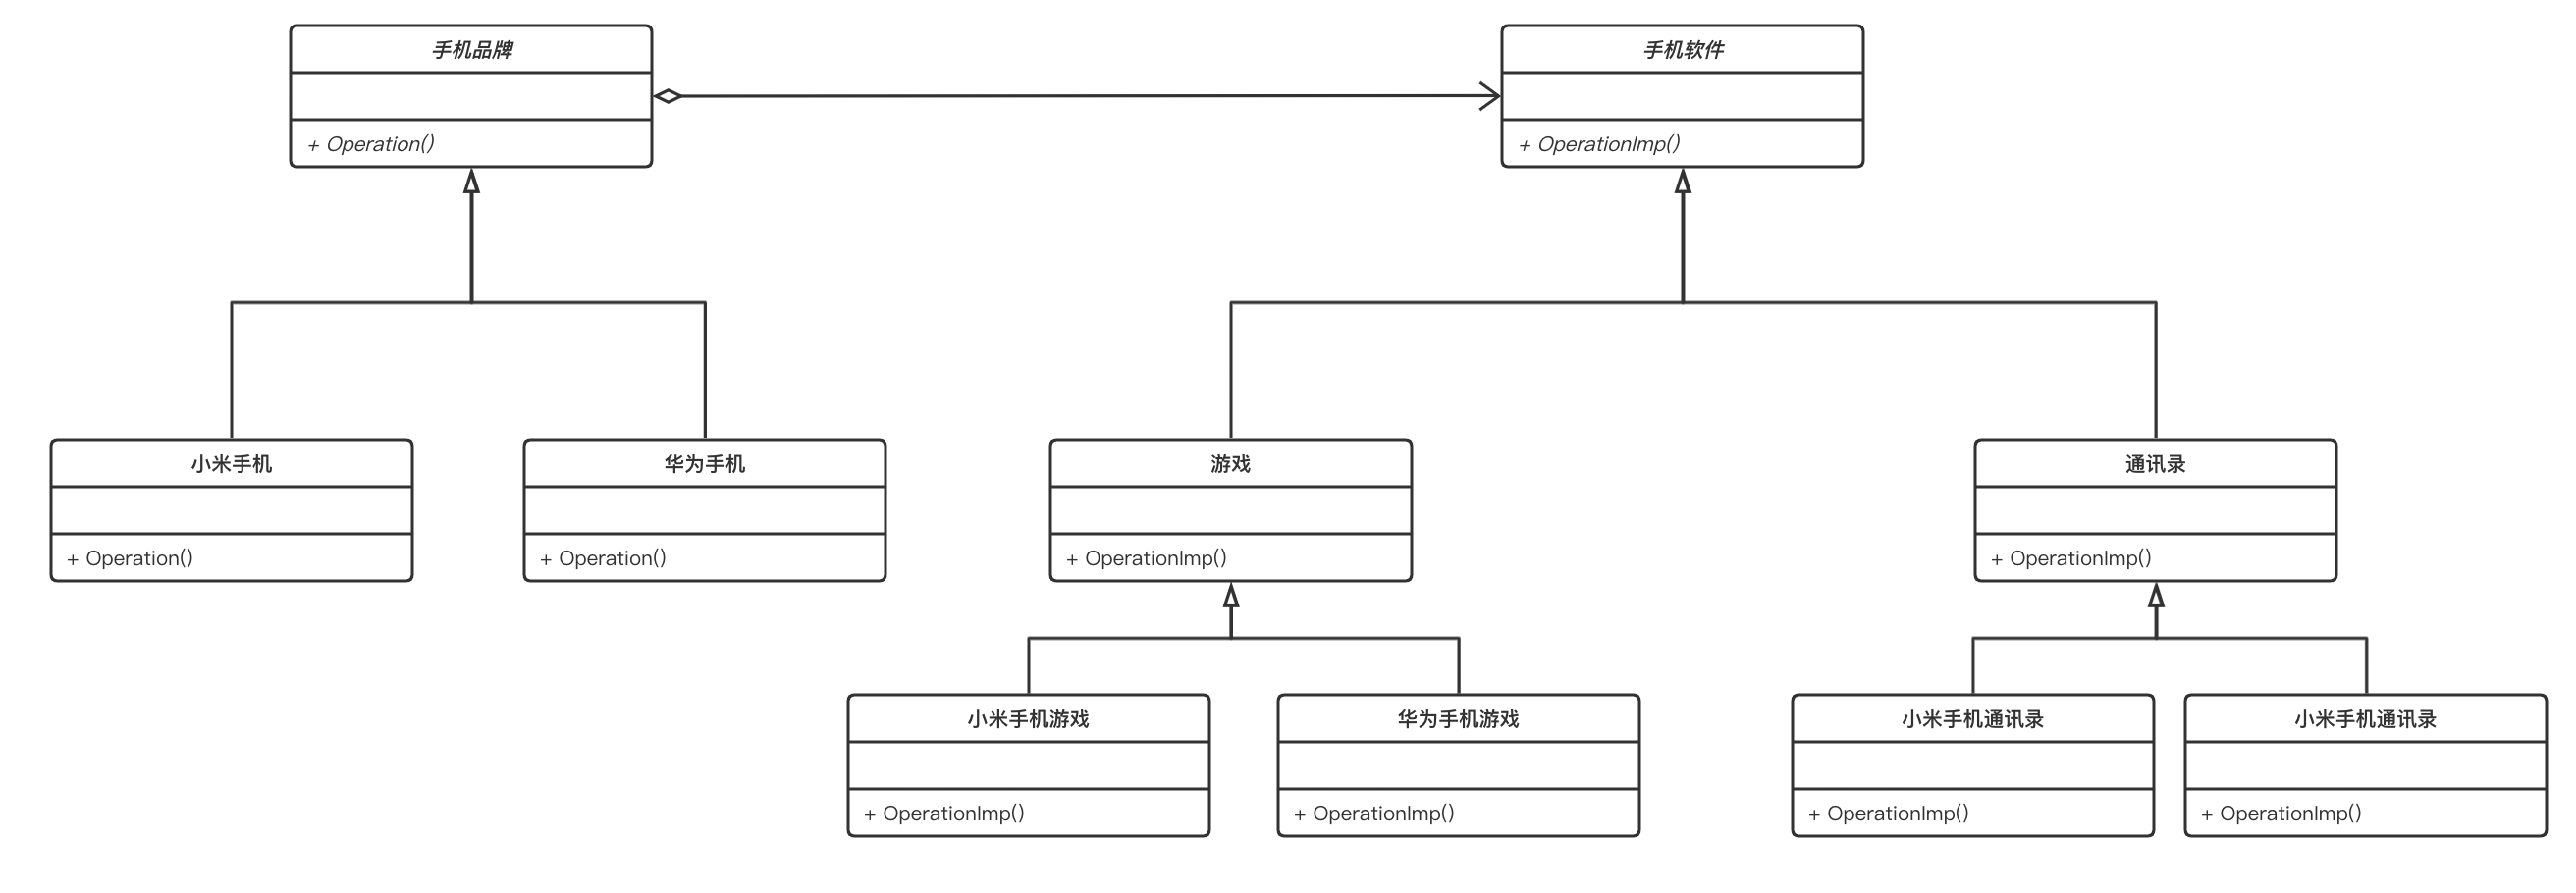 手机品牌
+ Operation()
手机软件
+ OperationImp()
小米手机
+ Operation()
华为手机
+ Operation()
游戏
+ OperationImp()
通讯录
+ OperationImp()
小米手机游戏
+ OperationImp()
华为手机游戏
+ OperationImp()
小米手机通讯录
+ OperationImp()
小米手机通讯录
+ OperationImp()